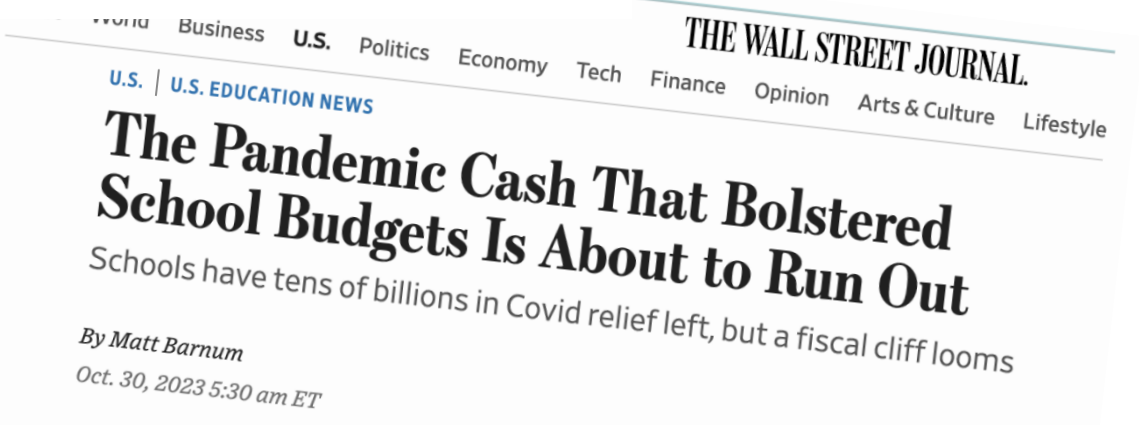 THE WALL STREET JOURNAL.
World Business U.S. Politics Economy Tech Finance Opinion Arts & Culture Lifestyle
U.S. | U.S. EDUCATION NEWS
The Pandemic Cash That Bolstered
School Budgets Is About to Run Out
Schools have tens of billions in Covid relief left, but a fiscal cliff looms
By Matt Barnum
Oct. 30, 2023 5:30 am ET